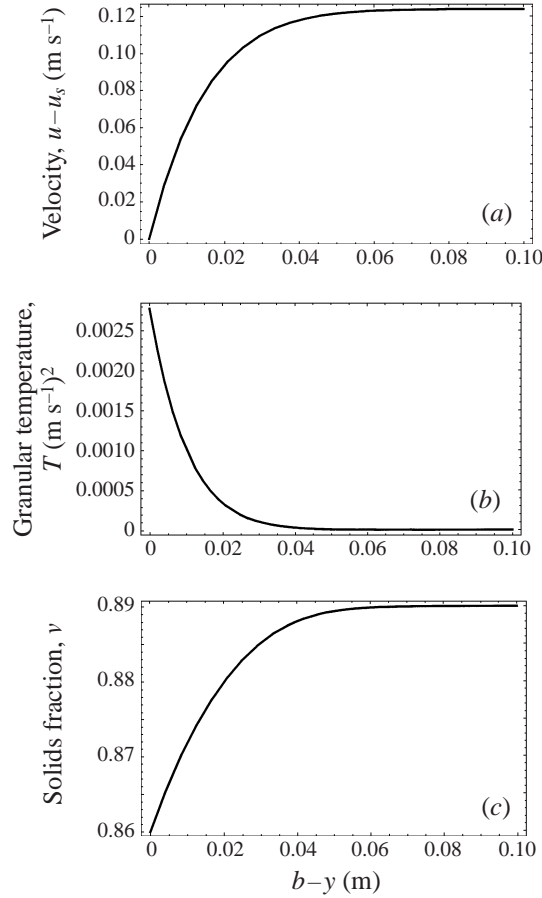 0.12
0.10
0.08
0.06
0.04
0.02
0
Velocity, u–u_s (m s⁻¹)
(a)
0 0.02 0.04 0.06 0.08 0.10
0.0025
0.0020
0.0015
0.0010
0.0005
0
Granular temperature,
T (m s⁻¹)²
(b)
0 0.02 0.04 0.06 0.08 0.10
0.89
0.88
0.87
0.86
Solids fraction, ν
(c)
0 0.02 0.04 0.06 0.08 0.10
b–y (m)